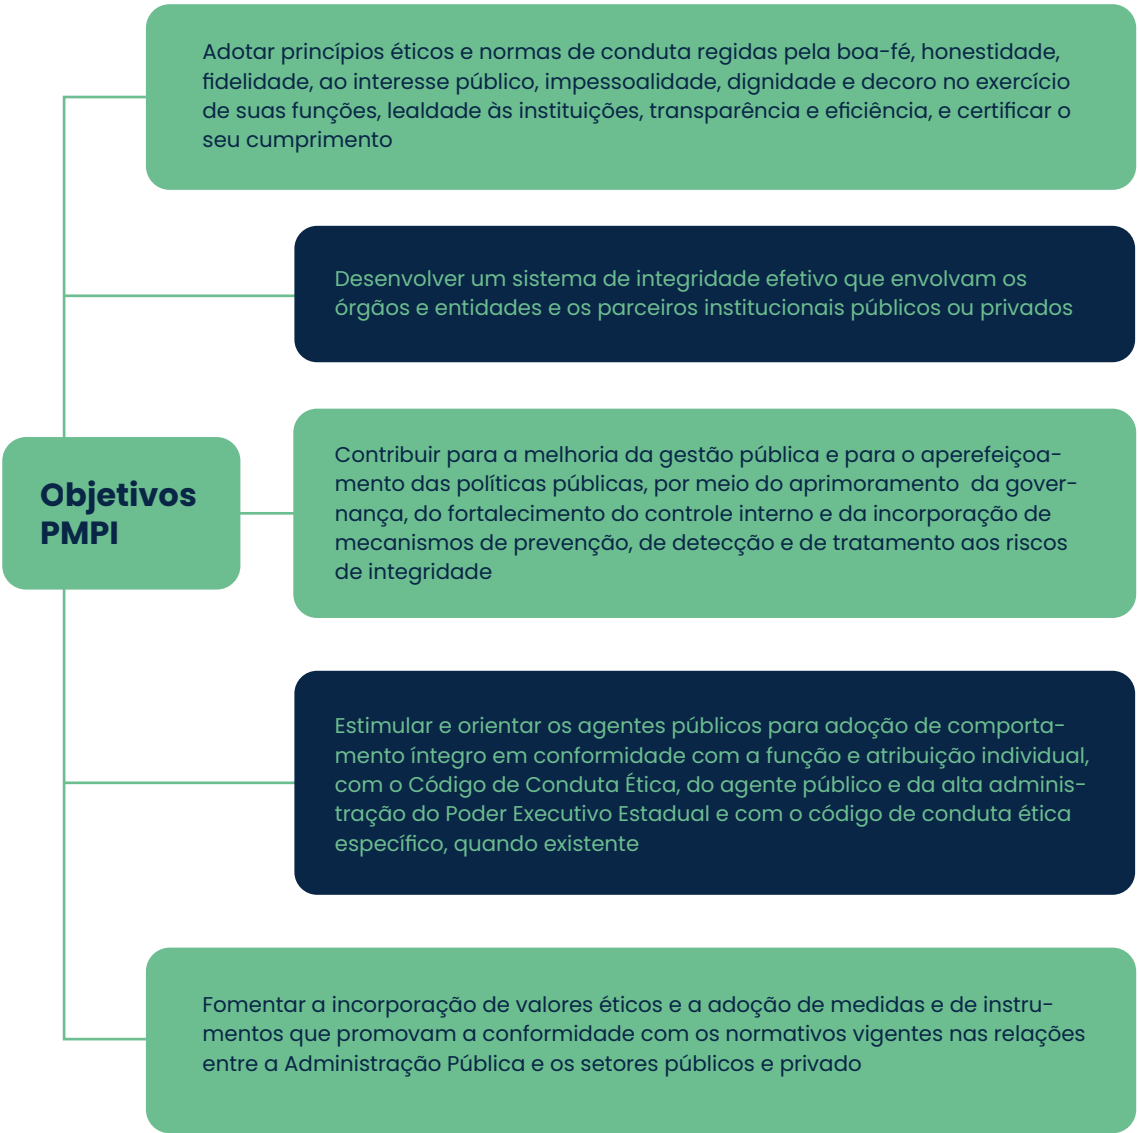 Adotar princípios éticos e normas de conduta regidas pela boa-fé, honestidade,
fidelidade, ao interesse público, impessoalidade, dignidade e decoro no exercício
de suas funções, lealdade às instituições, transparência e eficiência, e certificar o
seu cumprimento
Desenvolver um sistema de integridade efetivo que envolvam os
órgãos e entidades e os parceiros institucionais públicos ou privados
Objetivos
PMPI
Contribuir para a melhoria da gestão pública e para o aperefeiçoa-
mento das políticas públicas, por meio do aprimoramento  da gover-
nança, do fortalecimento do controle interno e da incorporação de
mecanismos de prevenção, de detecção e de tratamento aos riscos
de integridade
Estimular e orientar os agentes públicos para adoção de comporta-
mento íntegro em conformidade com a função e atribuição individual,
com o Código de Conduta Ética, do agente público e da alta adminis-
tração do Poder Executivo Estadual e com o código de conduta ética
específico, quando existente
Fomentar a incorporação de valores éticos e a adoção de medidas e de instru-
mentos que promovam a conformidade com os normativos vigentes nas relações
entre a Administração Pública e os setores públicos e privado